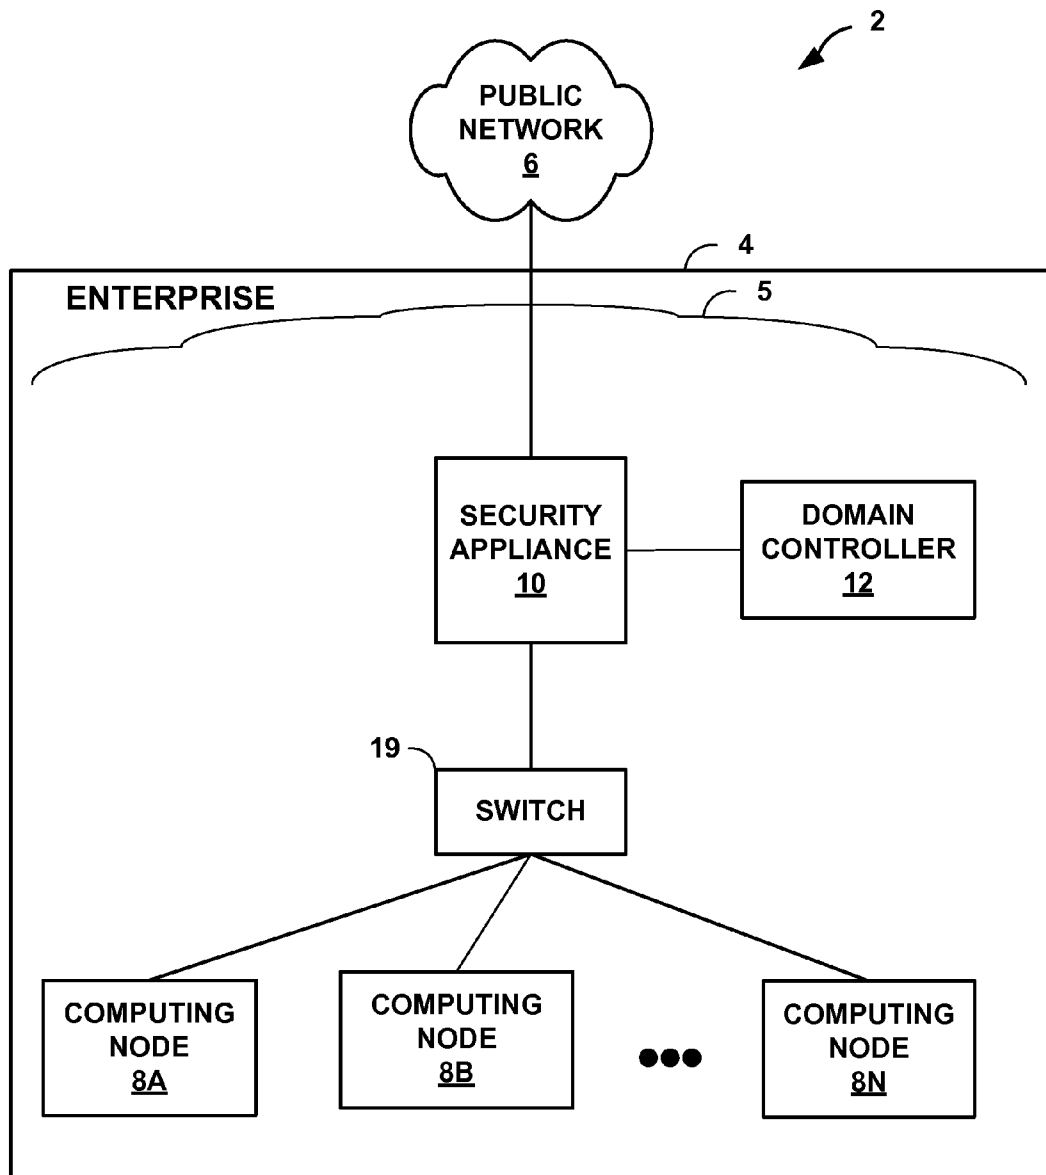 2
PUBLIC
NETWORK
6
4
ENTERPRISE
5
SECURITY
APPLIANCE
10
DOMAIN
CONTROLLER
12
19
SWITCH
COMPUTING
NODE
8A
COMPUTING
NODE
8B
COMPUTING
NODE
8N